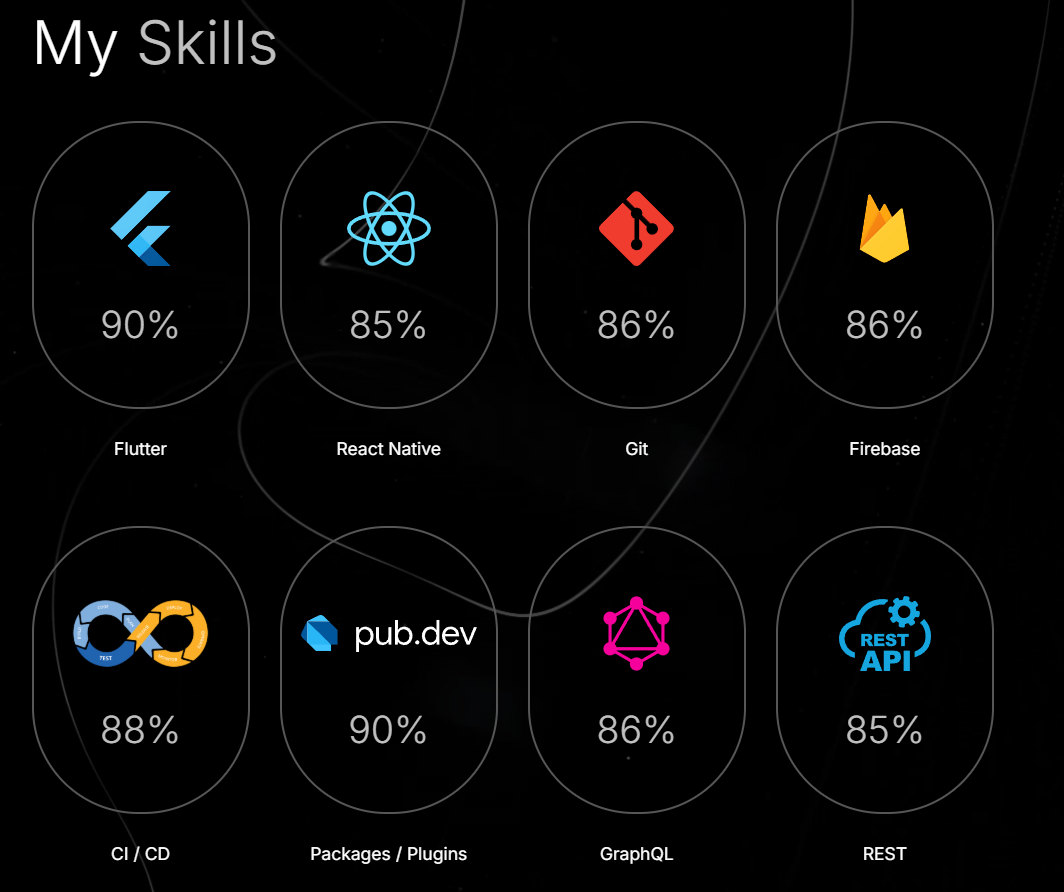 My Skills
90% 85% 86% 86%
Flutter React Native Git Firebase
TEST
pub.dev
REST
API
88% 90% 86% 85%
CI / CD Packages / Plugins GraphQL REST